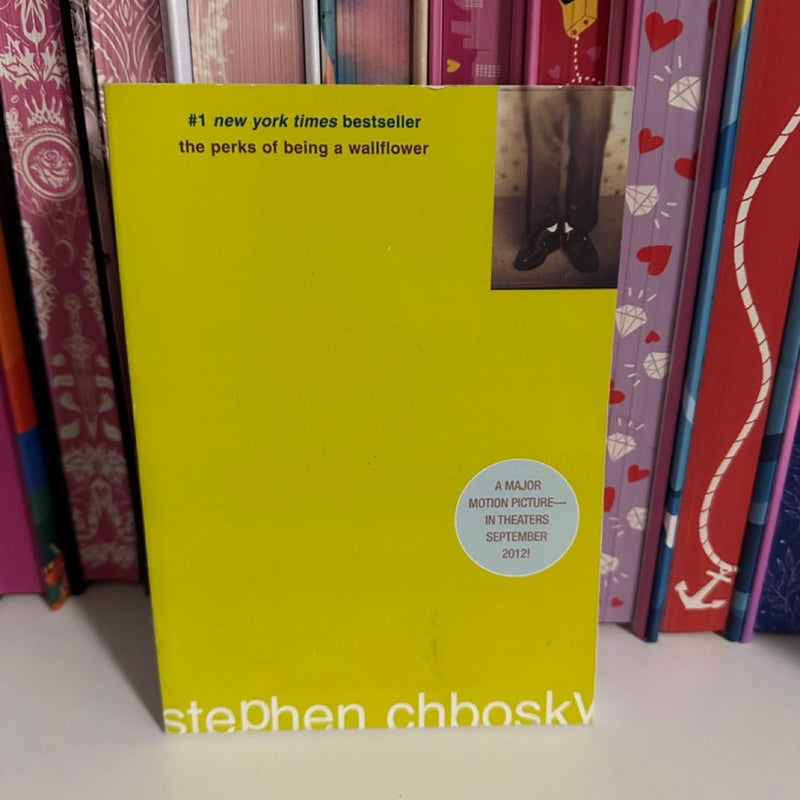 #1 new york times bestseller
the perks of being a wallflower
A MAJOR
MOTION PICTURE—
IN THEATERS
SEPTEMBER
2012!
stephen chbosky